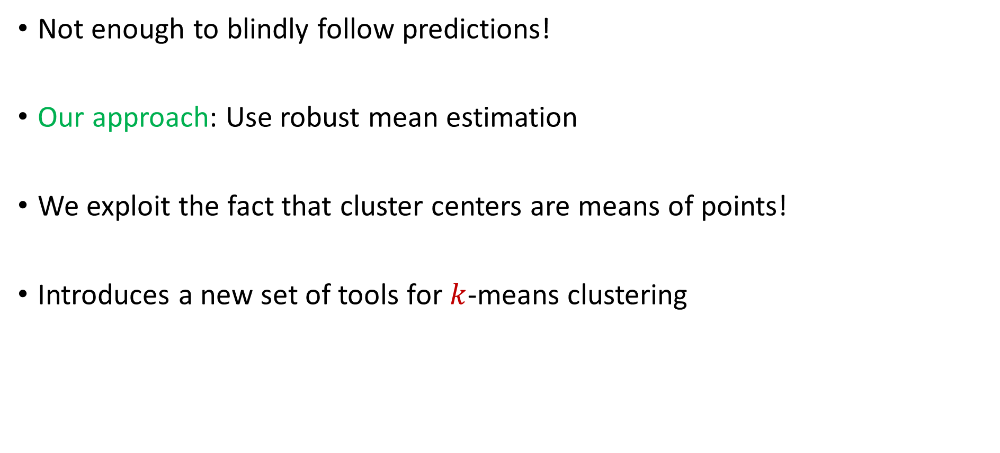 • Not enough to blindly follow predictions!
• Our approach: Use robust mean estimation
• We exploit the fact that cluster centers are means of points!
• Introduces a new set of tools for k-means clustering